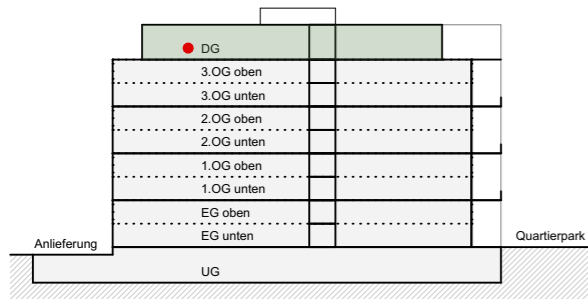 DG
3.OG oben
3.OG unten
2.OG oben
2.OG unten
1.OG oben
1.OG unten
EG oben
Anlieferung
EG unten
Quartierpark
UG